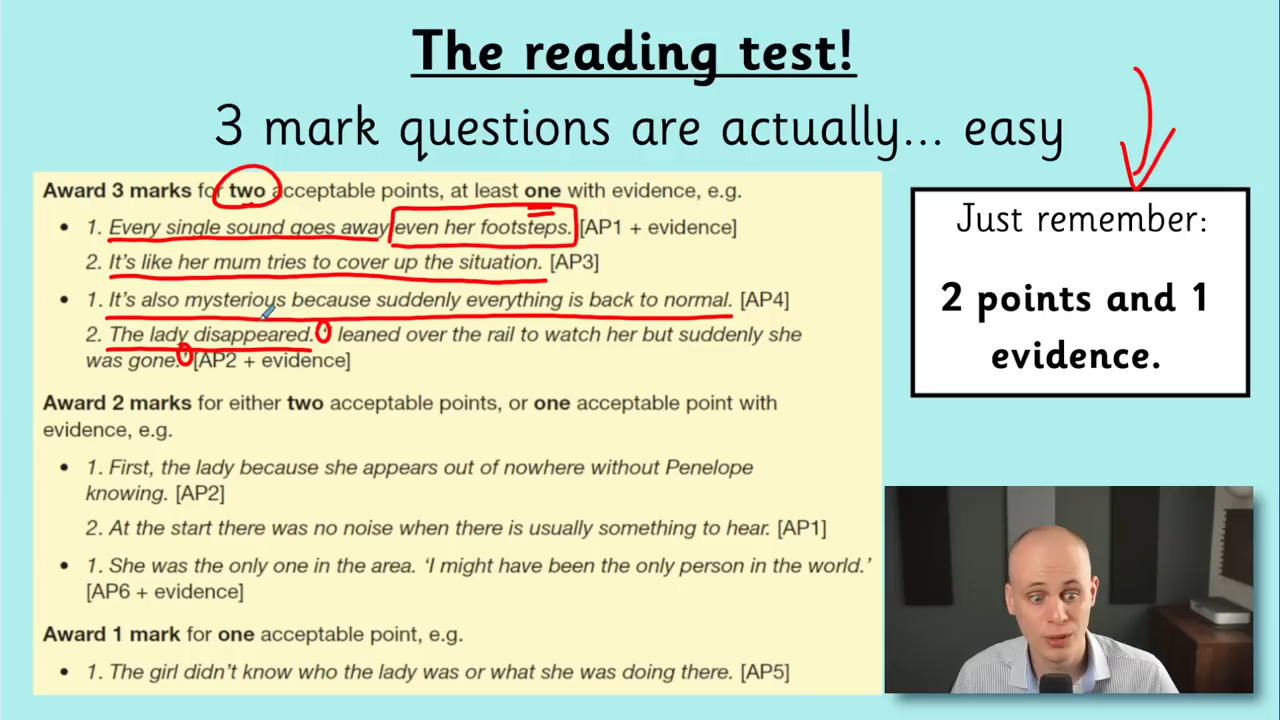 The reading test!
3 mark questions are actually... easy
Award 3 marks for two acceptable points, at least one with evidence, e.g.
• 1. Every single sound goes away even her footsteps. [AP1 + evidence]
2. It's like her mum tries to cover up the situation. [AP3]
• 1. It's also mysterious because suddenly everything is back to normal. [AP4]
2. The lady disappeared. ' leaned over the rail to watch her but suddenly she
was gone.' [AP2 + evidence]
Award 2 marks for either two acceptable points, or one acceptable point with
evidence, e.g.
• 1. First, the lady because she appears out of nowhere without Penelope
knowing. [AP2]
2. At the start there was no noise when there is usually something to hear. [AP1]
• 1. She was the only one in the area. 'I might have been the only person in the world.'
[AP6 + evidence]
Award 1 mark for one acceptable point, e.g.
• 1. The girl didn't know who the lady was or what she was doing there. [AP5]
Just remember:
2 points and 1
evidence.